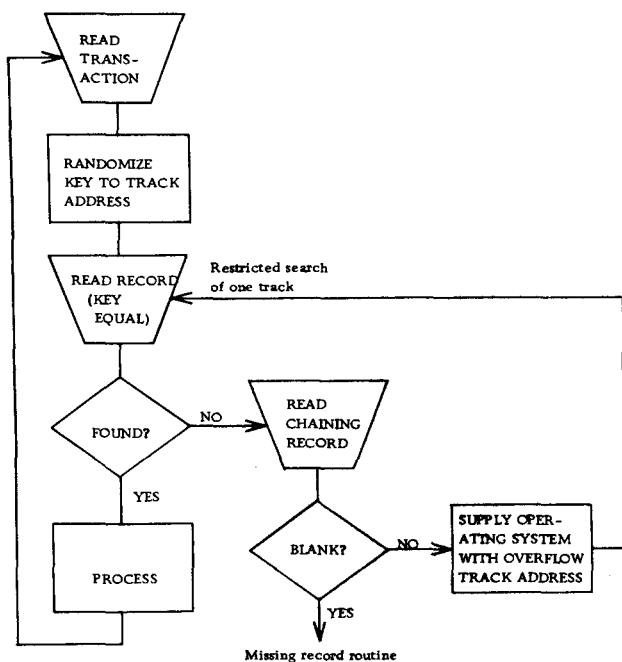 READ
TRANS-
ACTION
RANDOMIZE
KEY TO TRACK
ADDRESS
READ RECORD
(KEY
EQUAL)
Restricted search
of one track
FOUND?
NO
READ
CHAINING
RECORD
YES
PROCESS
BLANK?
NO
SUPPLY OPER-
ATING SYSTEM
WITH OVERFLOW
TRACK ADDRESS
YES
Missing record routine